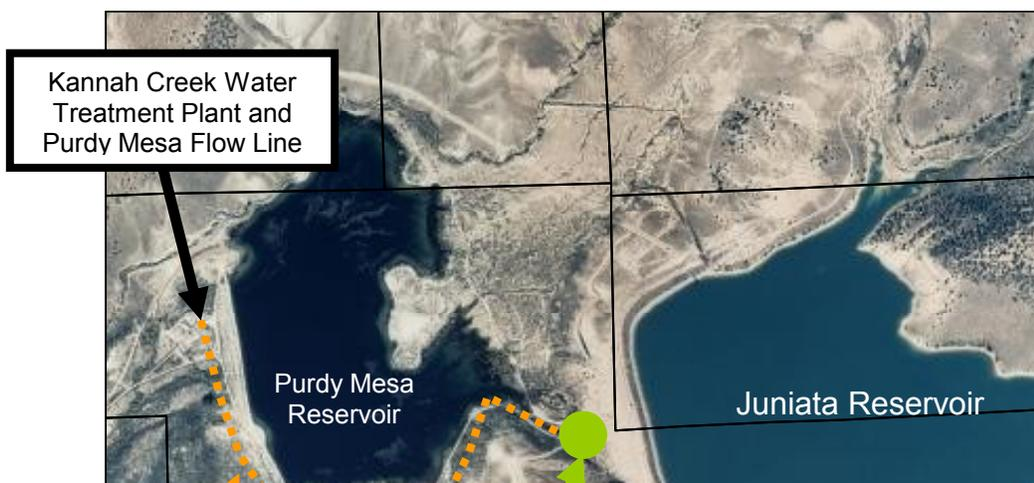 Kannah Creek Water
Treatment Plant and
Purdy Mesa Flow Line
Purdy Mesa
Reservoir
Juniata Reservoir